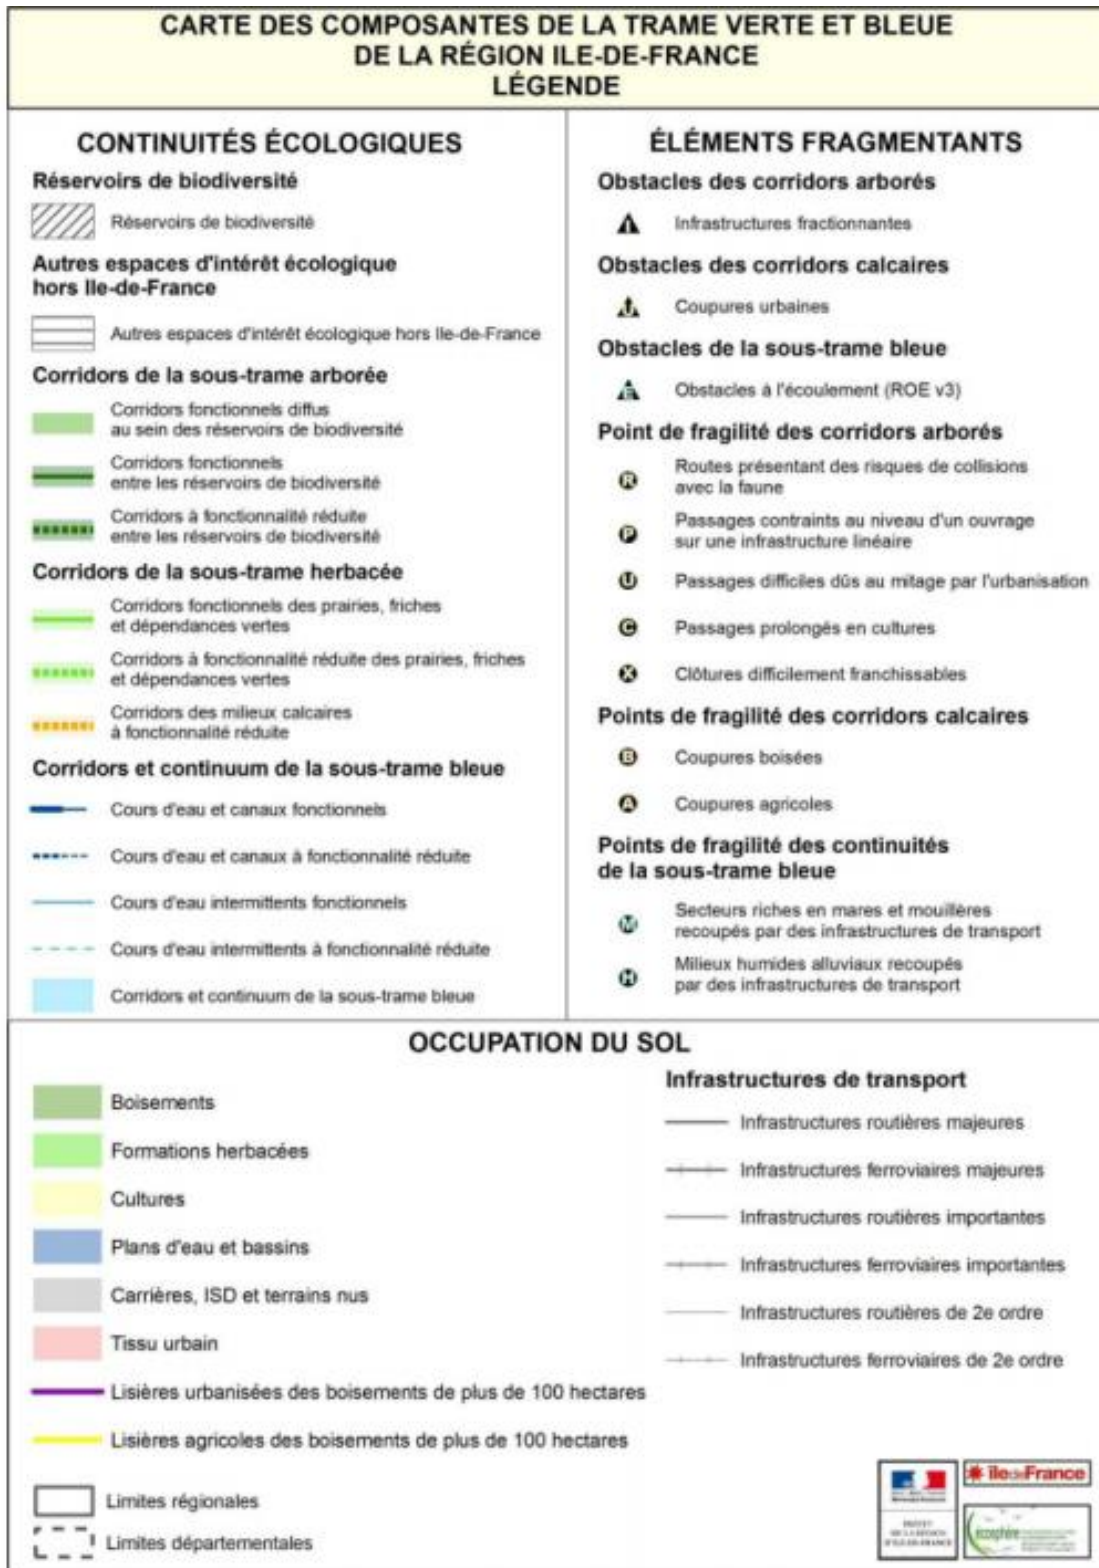 CARTE DES COMPOSANTES DE LA TRAME VERTE ET BLEUE
DE LA RÉGION ILE-DE-FRANCE
LÉGENDE
CONTINUITÉS ÉCOLOGIQUES
Réservoirs de biodiversité
Réservoirs de biodiversité
Autres espaces d'intérêt écologique
hors Ile-de-France
Autres espaces d'intérêt écologique hors Ile-de-France
Corridors de la sous-trame arborée
Corridors fonctionnels diffus
au sein des réservoirs de biodiversité
Corridors fonctionnels
entre les réservoirs de biodiversité
Corridors à fonctionnalité réduite
entre les réservoirs de biodiversité
Corridors de la sous-trame herbacée
Corridors fonctionnels des prairies, friches
et dépendances vertes
Corridors à fonctionnalité réduite des prairies, friches
et dépendances vertes
Corridors des milieux calcaires
à fonctionnalité réduite
Corridors et continuum de la sous-trame bleue
Cours d'eau et canaux fonctionnels
Cours d'eau et canaux à fonctionnalité réduite
Cours d'eau intermittents fonctionnels
Cours d'eau intermittents à fonctionnalité réduite
Corridors et continuum de la sous-trame bleue
ÉLÉMENTS FRAGMENTANTS
Obstacles des corridors arborés
Infrastructures fractionnantes
Obstacles des corridors calcaires
Coupures urbaines
Obstacles de la sous-trame bleue
Obstacles à l'écoulement (ROE v3)
Point de fragilité des corridors arborés
R Routes présentant des risques de collisions
avec la faune
P Passages contraints au niveau d'un ouvrage
sur une infrastructure linéaire
U Passages difficiles dûs au mitage par l'urbanisation
C Passages prolongés en cultures
X Clôtures difficilement franchissables
Points de fragilité des corridors calcaires
B Coupures boisées
A Coupures agricoles
Points de fragilité des continuités
de la sous-trame bleue
M Secteurs riches en mares et mouillères
recoupés par des infrastructures de transport
H Milieux humides alluviaux recoupés
par des infrastructures de transport
OCCUPATION DU SOL
Boisements
Formations herbacées
Cultures
Plans d'eau et bassins
Carrières, ISD et terrains nus
Tissu urbain
Lisières urbanisées des boisements de plus de 100 hectares
Lisières agricoles des boisements de plus de 100 hectares
Limites régionales
Limites départementales
Infrastructures de transport
Infrastructures routières majeures
Infrastructures ferroviaires majeures
Infrastructures routières importantes
Infrastructures ferroviaires importantes
Infrastructures routières de 2e ordre
Infrastructures ferroviaires de 2e ordre
île de France
PRÉFET
DE LA RÉGION
D'ILE-DE-FRANCE
écosphère